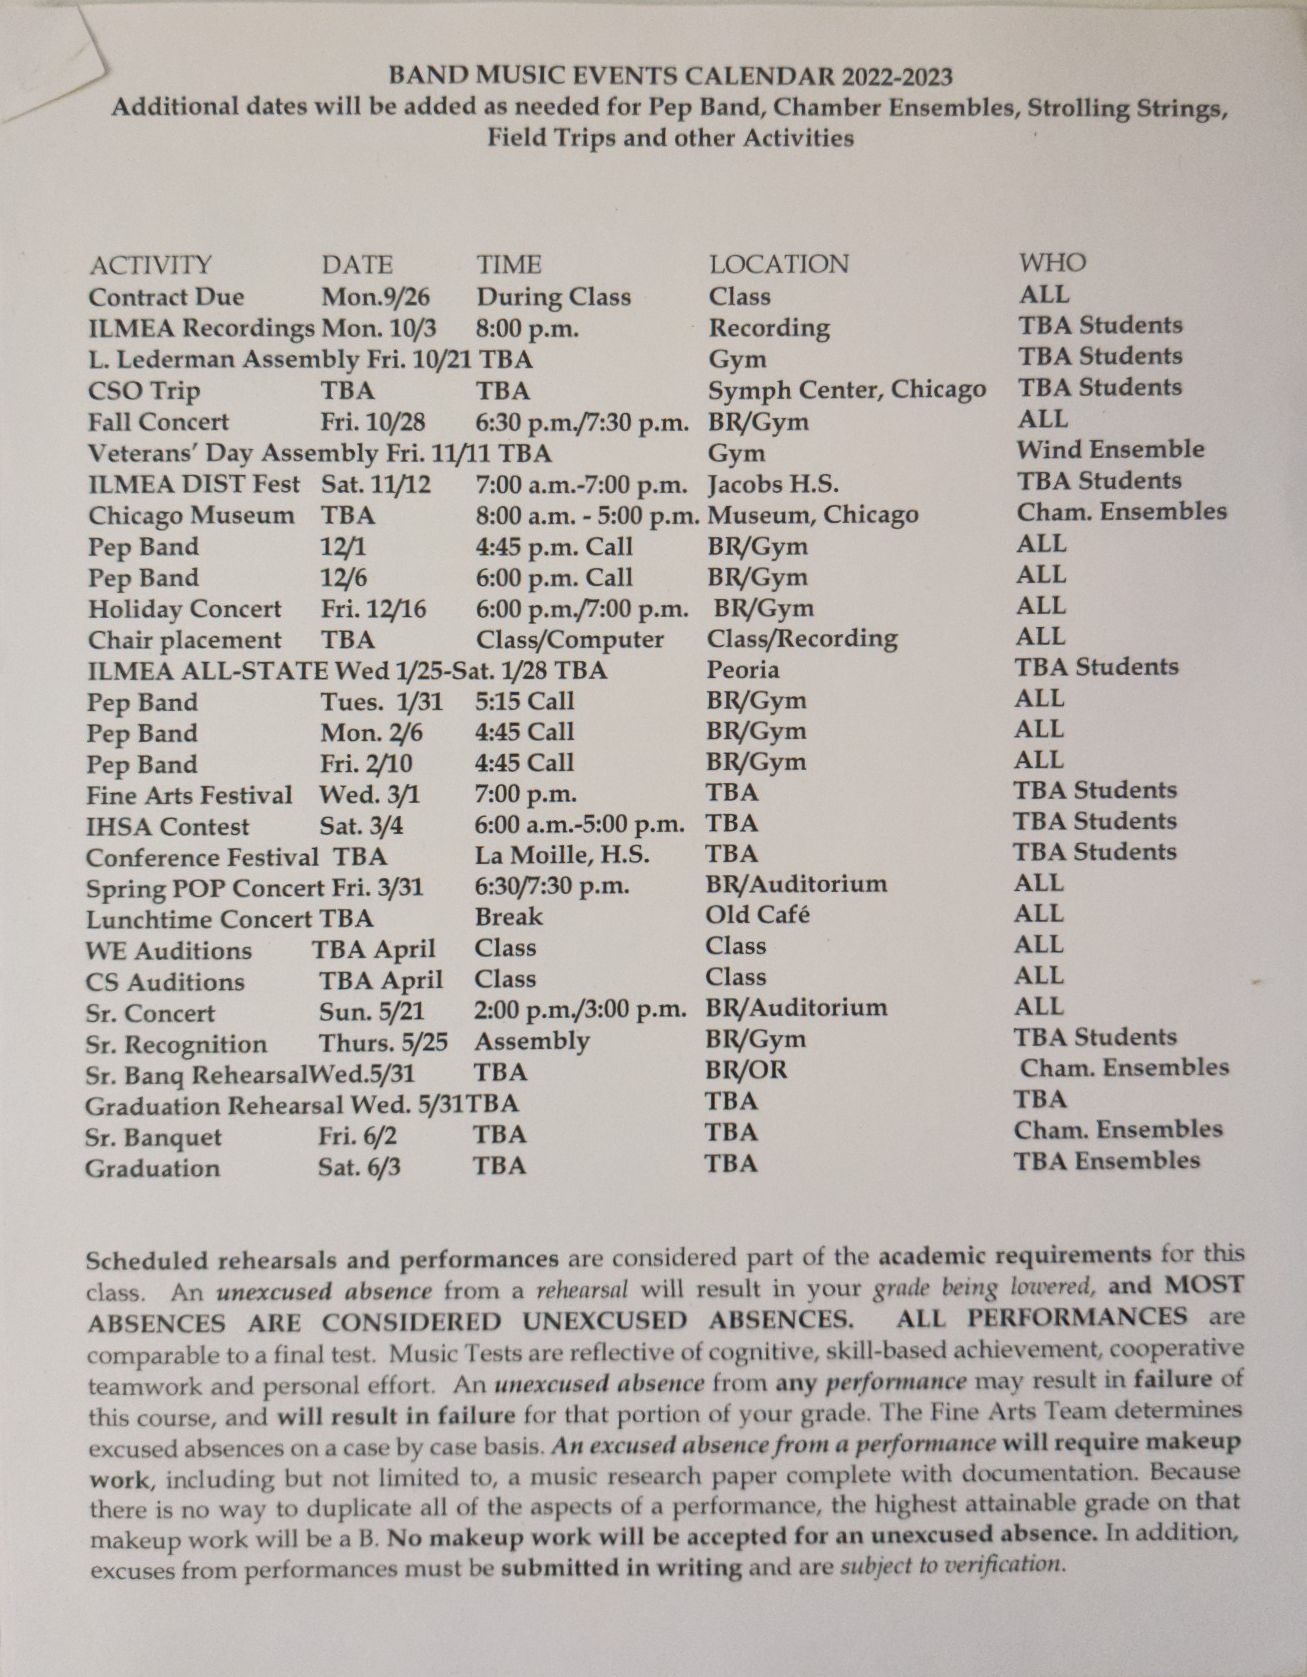 BAND MUSIC EVENTS CALENDAR 2022-2023
Additional dates will be added as needed for Pep Band, Chamber Ensembles, Strolling Strings,
Field Trips and other Activities
ACTIVITY DATE TIME LOCATION WHO
Contract Due Mon.9/26 During Class Class ALL
ILMEA Recordings Mon. 10/3 8:00 p.m. Recording TBA Students
L. Lederman Assembly Fri. 10/21 TBA Gym TBA Students
CSO Trip TBA TBA Symph Center, Chicago TBA Students
Fall Concert Fri. 10/28 6:30 p.m./7:30 p.m. BR/Gym ALL
Veterans' Day Assembly Fri. 11/11 TBA Gym Wind Ensemble
ILMEA DIST Fest Sat. 11/12 7:00 a.m.-7:00 p.m. Jacobs H.S. TBA Students
Chicago Museum TBA 8:00 a.m. - 5:00 p.m. Museum, Chicago Cham. Ensembles
Pep Band 12/1 4:45 p.m. Call BR/Gym ALL
Pep Band 12/6 6:00 p.m. Call BR/Gym ALL
Holiday Concert Fri. 12/16 6:00 p.m./7:00 p.m. BR/Gym ALL
Chair placement TBA Class/Computer Class/Recording ALL
ILMEA ALL-STATE Wed 1/25-Sat. 1/28 TBA Peoria TBA Students
Pep Band Tues. 1/31 5:15 Call BR/Gym ALL
Pep Band Mon. 2/6 4:45 Call BR/Gym ALL
Pep Band Fri. 2/10 4:45 Call BR/Gym ALL
Fine Arts Festival Wed. 3/1 7:00 p.m. TBA TBA Students
IHSA Contest Sat. 3/4 6:00 a.m.-5:00 p.m. TBA TBA Students
Conference Festival TBA La Moille, H.S. TBA TBA Students
Spring POP Concert Fri. 3/31 6:30/7:30 p.m. BR/Auditorium ALL
Lunchtime Concert TBA Break Old Café ALL
WE Auditions TBA April Class Class ALL
CS Auditions TBA April Class Class ALL
Sr. Concert Sun. 5/21 2:00 p.m./3:00 p.m. BR/Auditorium ALL
Sr. Recognition Thurs. 5/25 Assembly BR/Gym TBA Students
Sr. Banq RehearsalWed.5/31 TBA BR/OR Cham. Ensembles
Graduation Rehearsal Wed. 5/31TBA TBA TBA
Sr. Banquet Fri. 6/2 TBA TBA Cham. Ensembles
Graduation Sat. 6/3 TBA TBA TBA Ensembles
Scheduled rehearsals and performances are considered part of the academic requirements for this
class. An unexcused absence from a rehearsal will result in your grade being lowered, and MOST
ABSENCES ARE CONSIDERED UNEXCUSED ABSENCES. ALL PERFORMANCES are
comparable to a final test. Music Tests are reflective of cognitive, skill-based achievement, cooperative
teamwork and personal effort. An unexcused absence from any performance may result in failure of
this course, and will result in failure for that portion of your grade. The Fine Arts Team determines
excused absences on a case by case basis. An excused absence from a performance will require makeup
work, including but not limited to, a music research paper complete with documentation. Because
there is no way to duplicate all of the aspects of a performance, the highest attainable grade on that
makeup work will be a B. No makeup work will be accepted for an unexcused absence. In addition,
excuses from performances must be submitted in writing and are subject to verification.